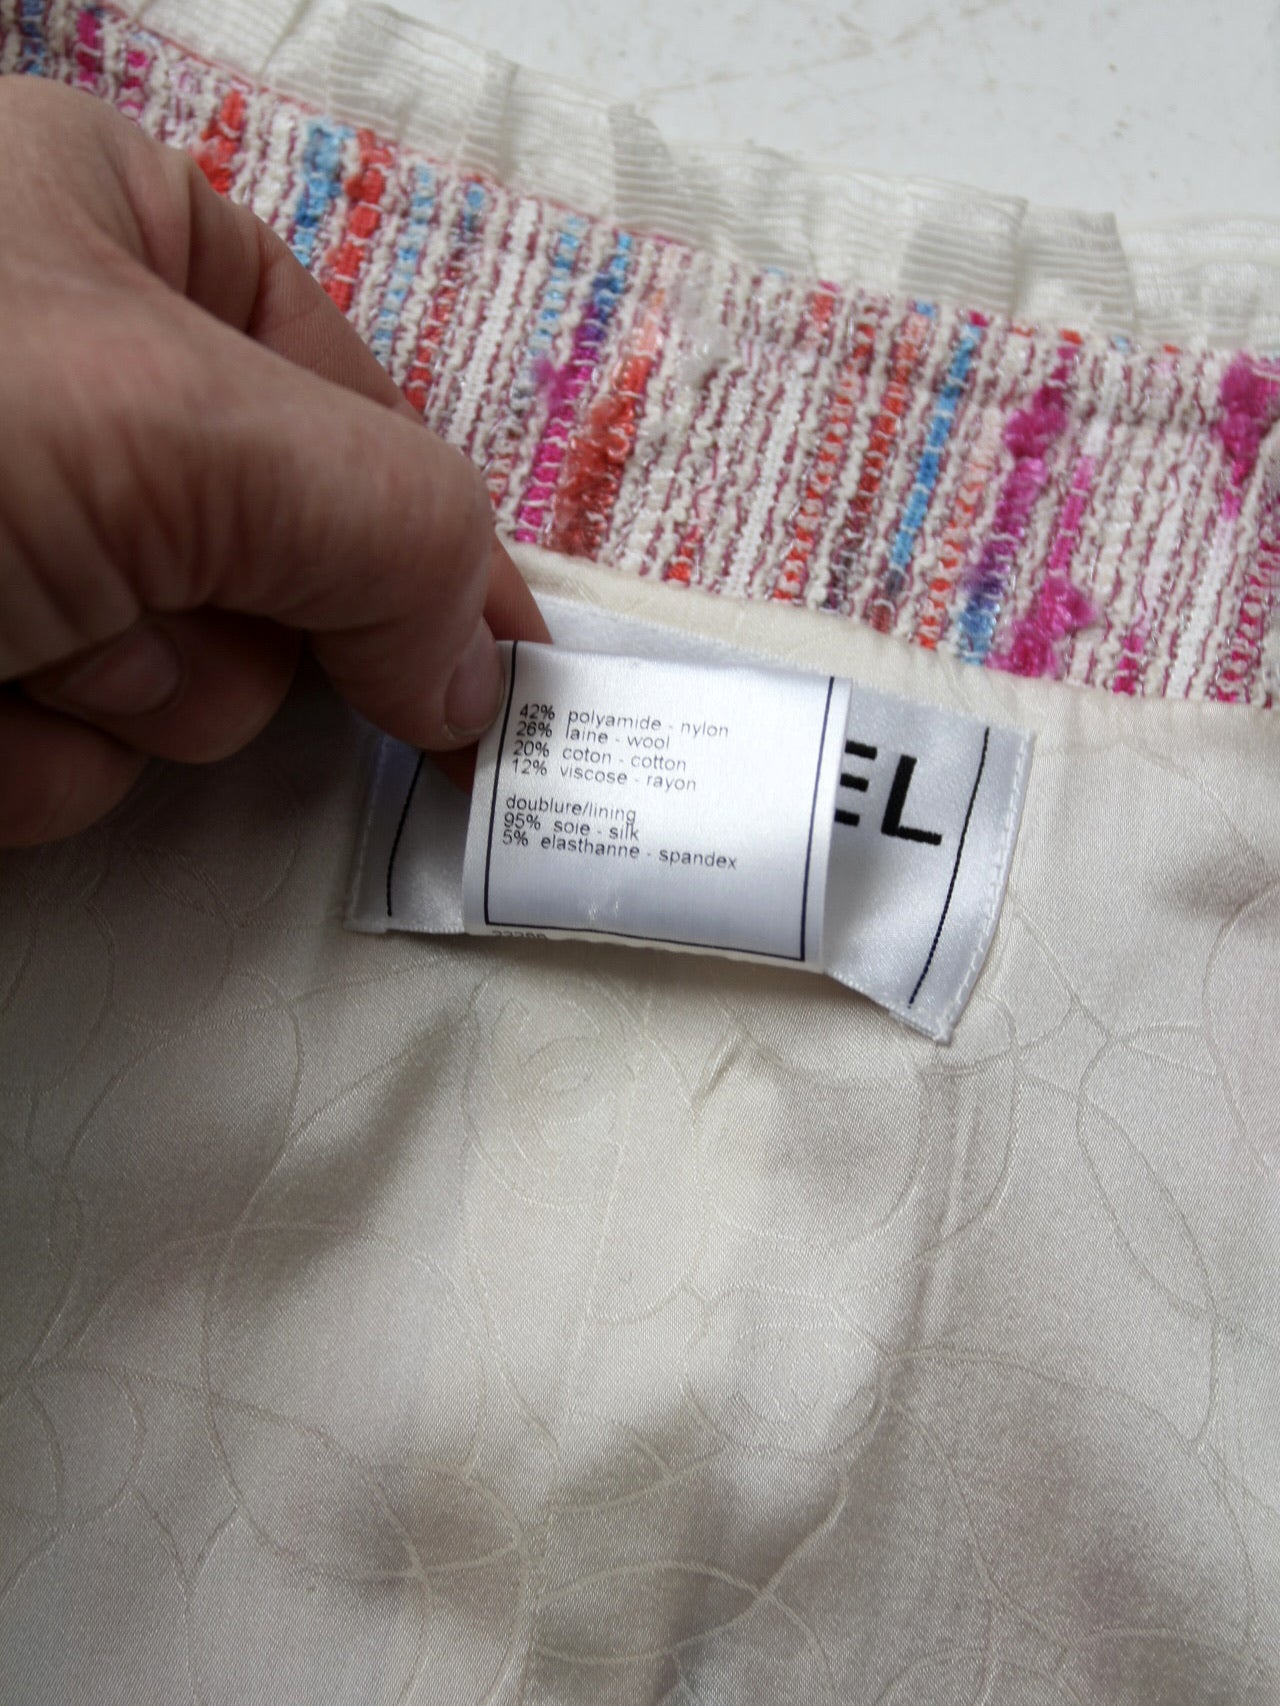 42% polyamide - nylon
26% laine - wool
20% coton - cotton
12% viscose - rayon
doublure/lining
95% soie - silk
5% elasthanne - spandex
EL